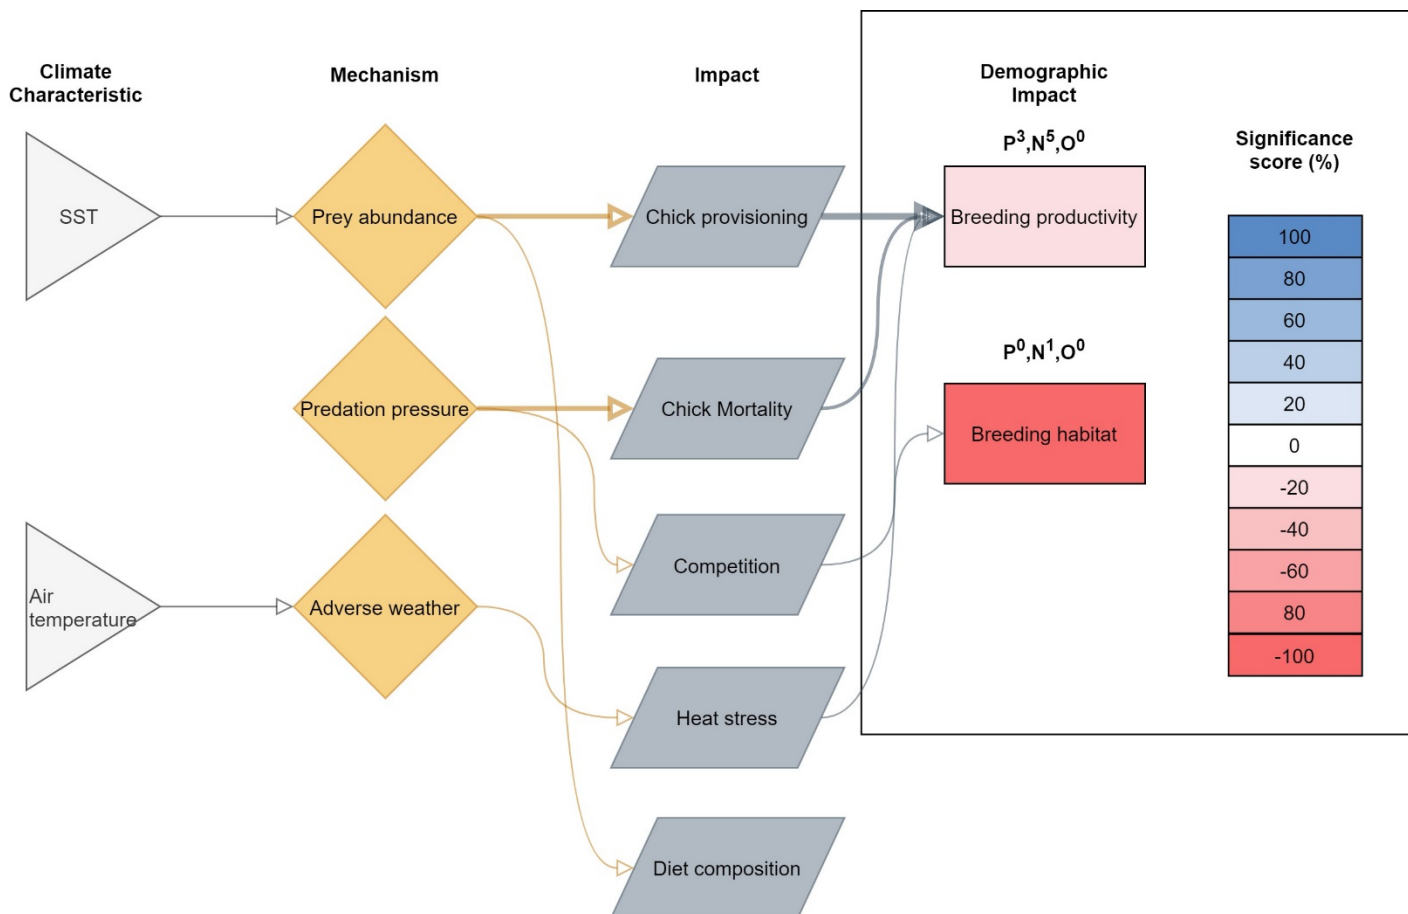 Climate
Characteristic
Mechanism
Impact
Demographic
Impact
P3,N5,O0
Significance
score (%)
SST
Prey abundance
Chick provisioning
Breeding productivity
100
80
60
40
20
0
-20
-40
-60
80
-100
P0,N1,O0
Predation pressure
Chick Mortality
Breeding habitat
Competition
Air
temperature
Adverse weather
Heat stress
Diet composition